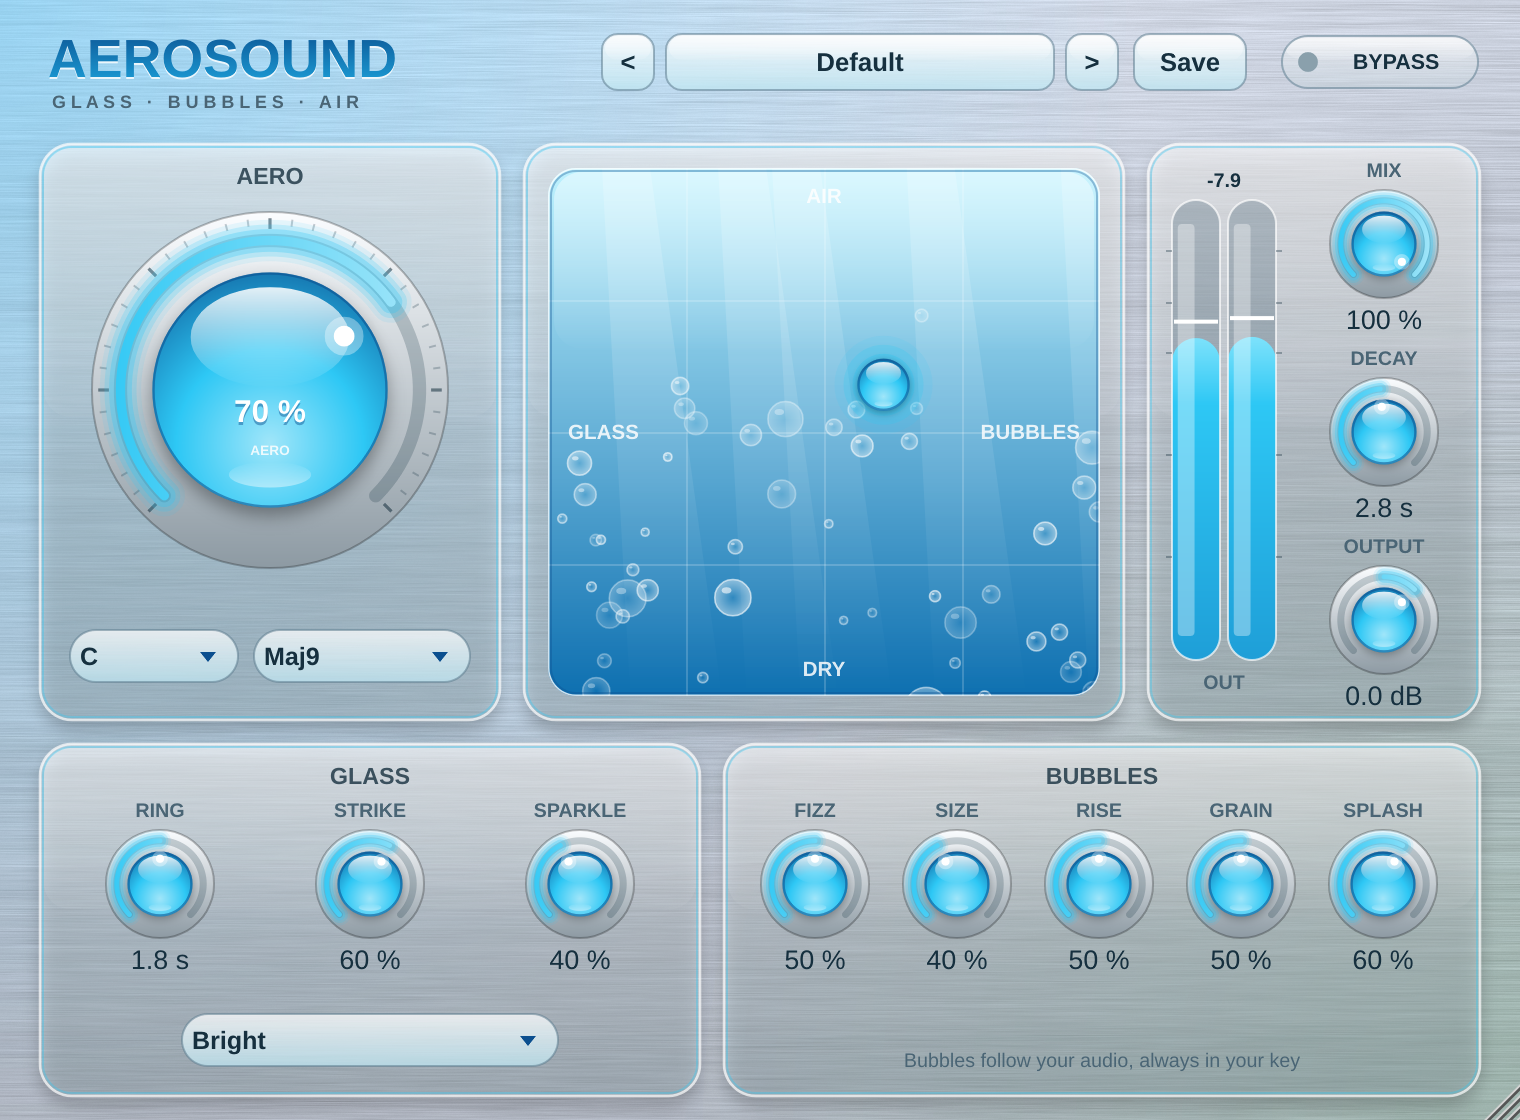 AEROSOUND
GLASS · BUBBLES · AIR
< Default > Save BYPASS
AERO
70 %
AERO
C Maj9
AIR
GLASS BUBBLES
DRY
-7.9
OUT
MIX
100 %
DECAY
2.8 s
OUTPUT
0.0 dB
GLASS
RING STRIKE SPARKLE
1.8 s 60 % 40 %
Bright
BUBBLES
FIZZ SIZE RISE GRAIN SPLASH
50 % 40 % 50 % 50 % 60 %
Bubbles follow your audio, always in your key